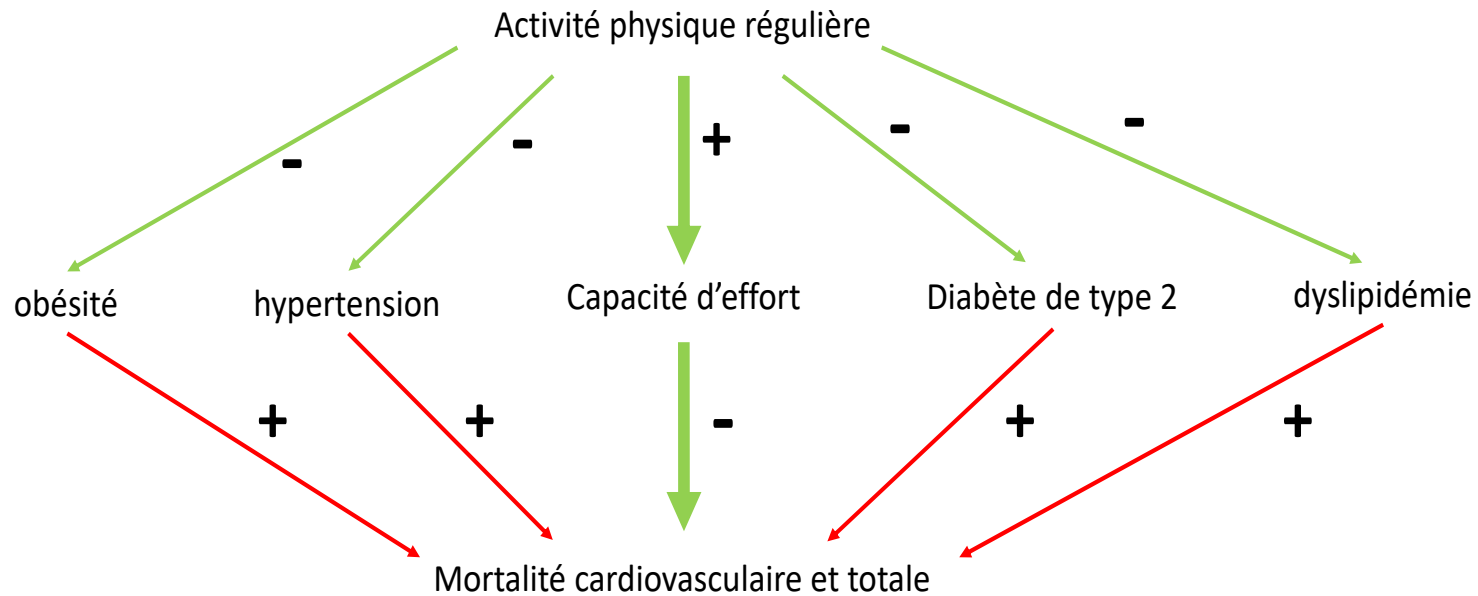 Activité physique régulière
- - + - -
obésité hypertension Capacité d’effort Diabète de type 2 dyslipidémie
+ + - + +
Mortalité cardiovasculaire et totale